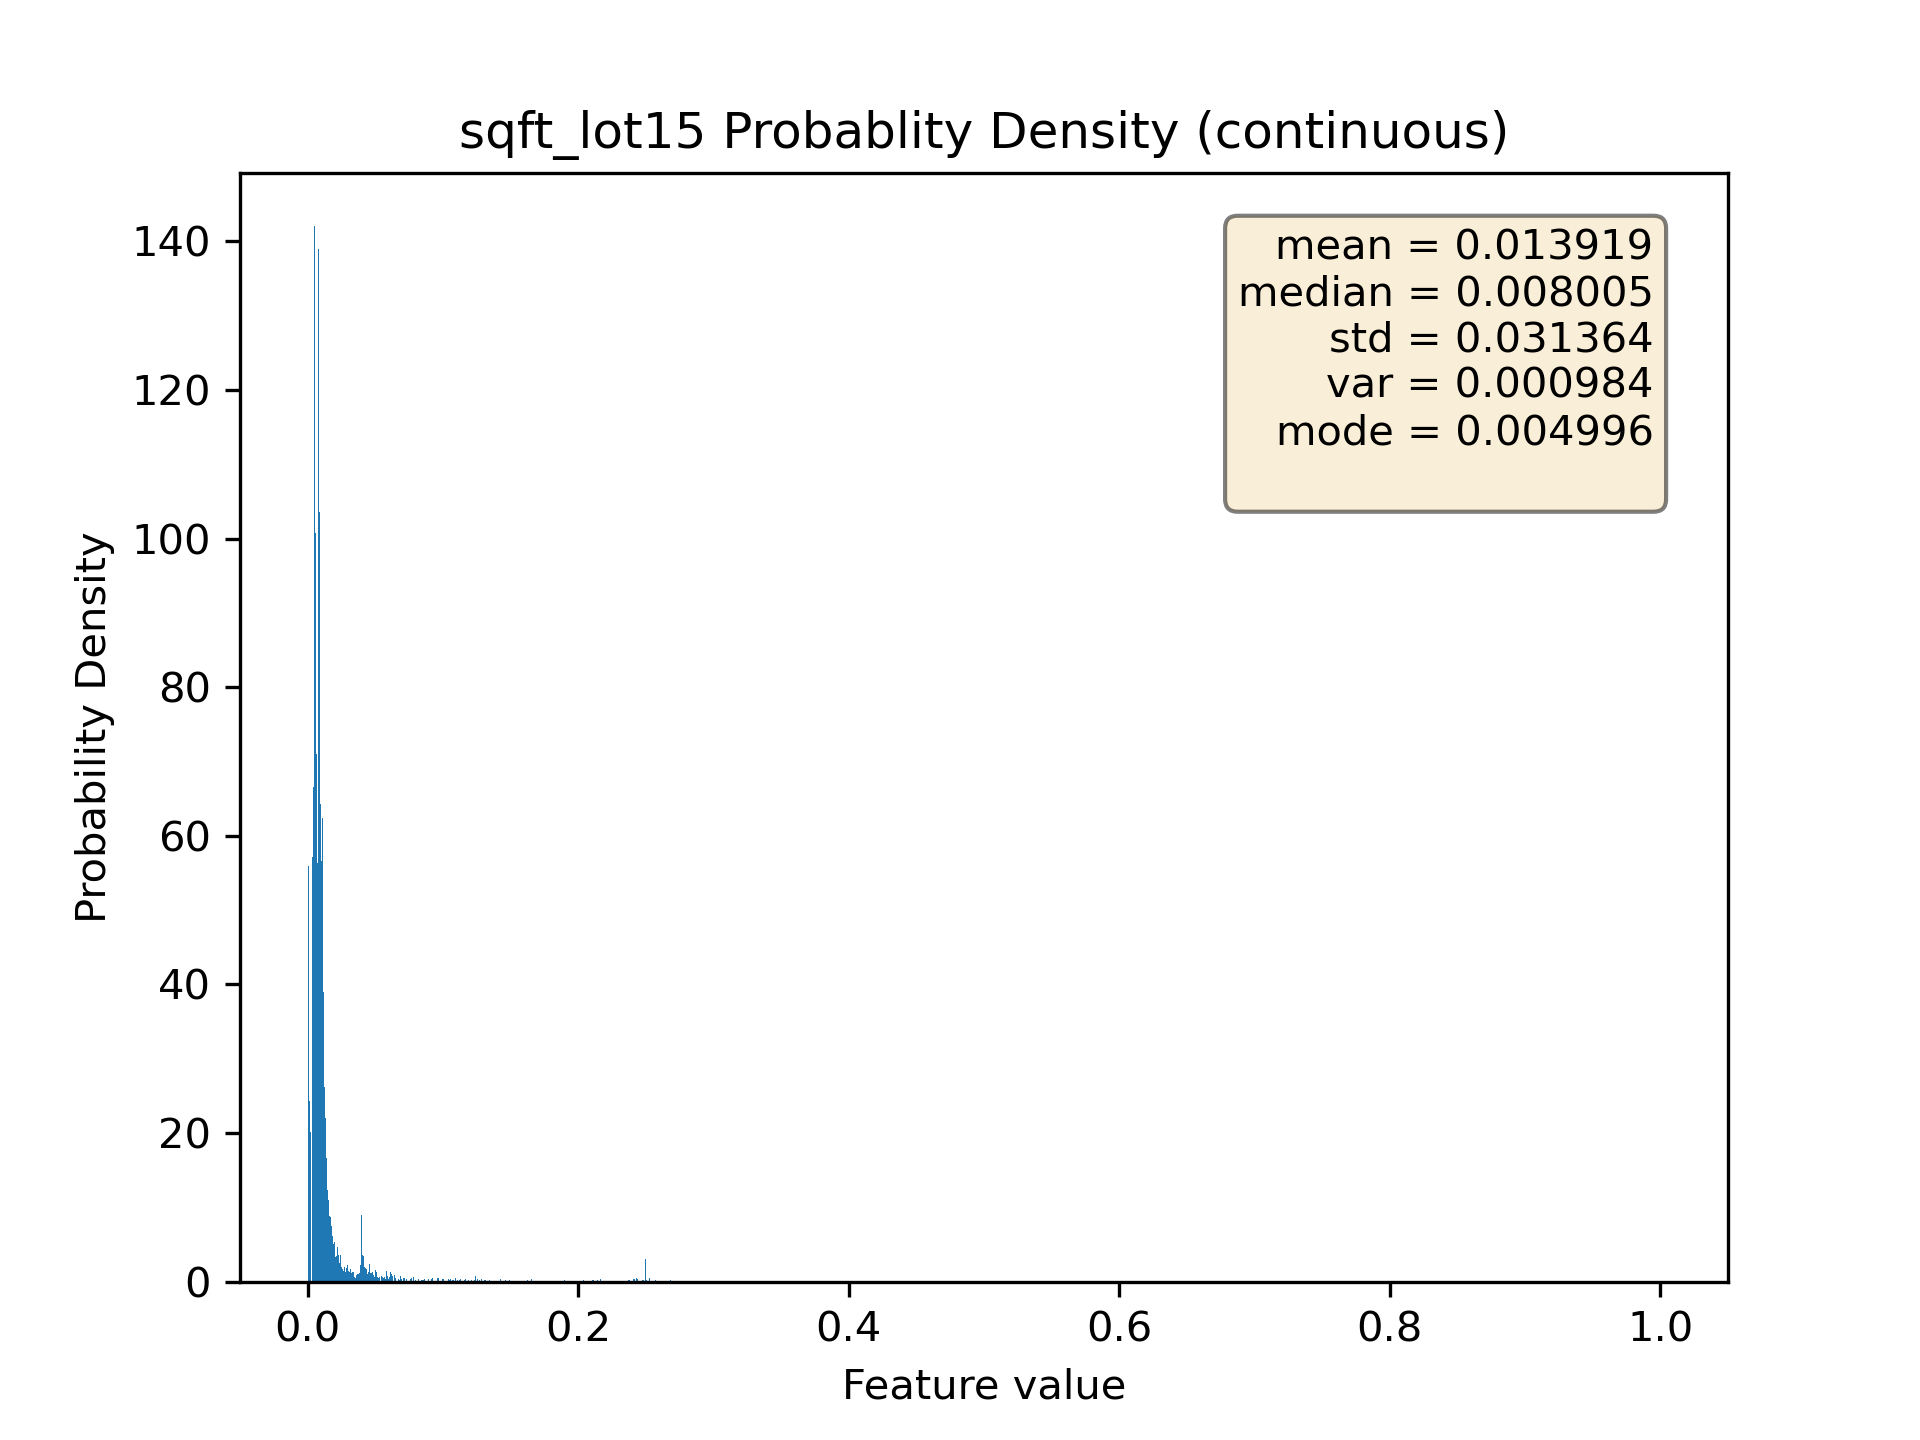 sqft_lot15 Probablity Density (continuous)
mean = 0.013919
median = 0.008005
std = 0.031364
var = 0.000984
mode = 0.004996
Probability Density
140
120
100
80
60
40
20
0
0.0 0.2 0.4 0.6 0.8 1.0
Feature value